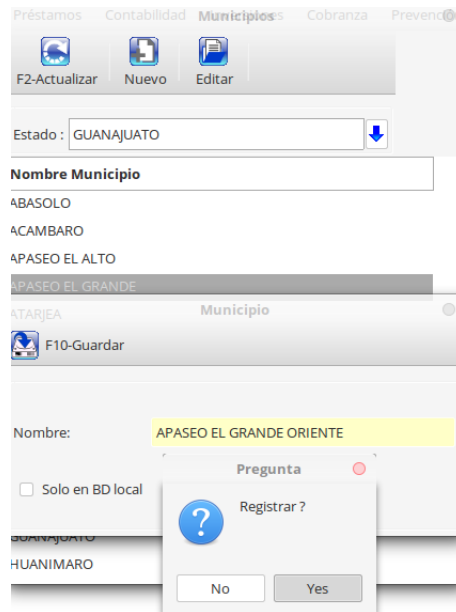 Préstamos Contabilidad Municipios Cobranza
F2-Actualizar Nuevo Editar
Estado : GUANAJUATO
Nombre Municipio
ABASOLO
ACAMBARO
APASEO EL ALTO
APASEO EL GRANDE
ATARJEA
Municipio
F10-Guardar
Nombre: APASEO EL GRANDE ORIENTE
Pregunta
Solo en BD local
Registrar ?
GUANAJUATO
HUANIMARO
No Yes